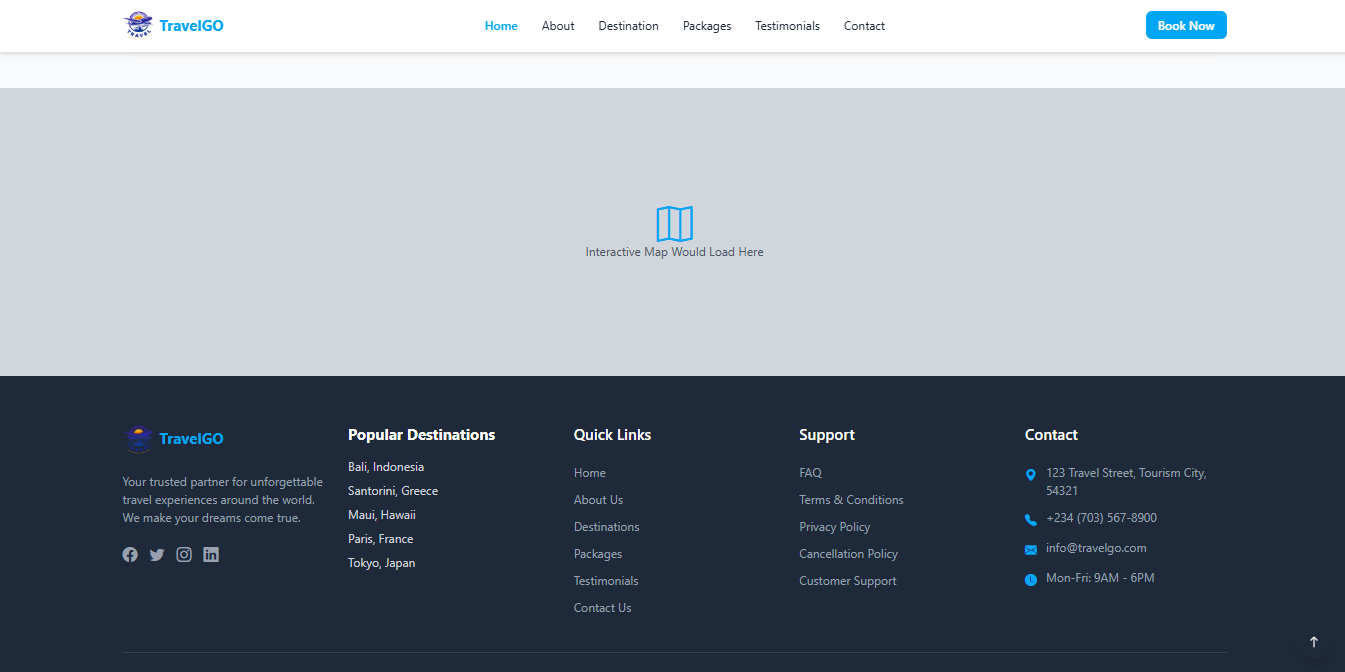 TravelGO
Home
About
Destination
Packages
Testimonials
Contact
Book Now
Interactive Map Would Load Here
TravelGO
Your trusted partner for unforgettable
travel experiences around the world.
We make your dreams come true.
Popular Destinations
Bali, Indonesia
Santorini, Greece
Maui, Hawaii
Paris, France
Tokyo, Japan
Quick Links
Home
About Us
Destinations
Packages
Testimonials
Contact Us
Support
FAQ
Terms & Conditions
Privacy Policy
Cancellation Policy
Customer Support
Contact
123 Travel Street, Tourism City,
54321
+234 (703) 567-8900
info@travelgo.com
Mon-Fri: 9AM - 6PM